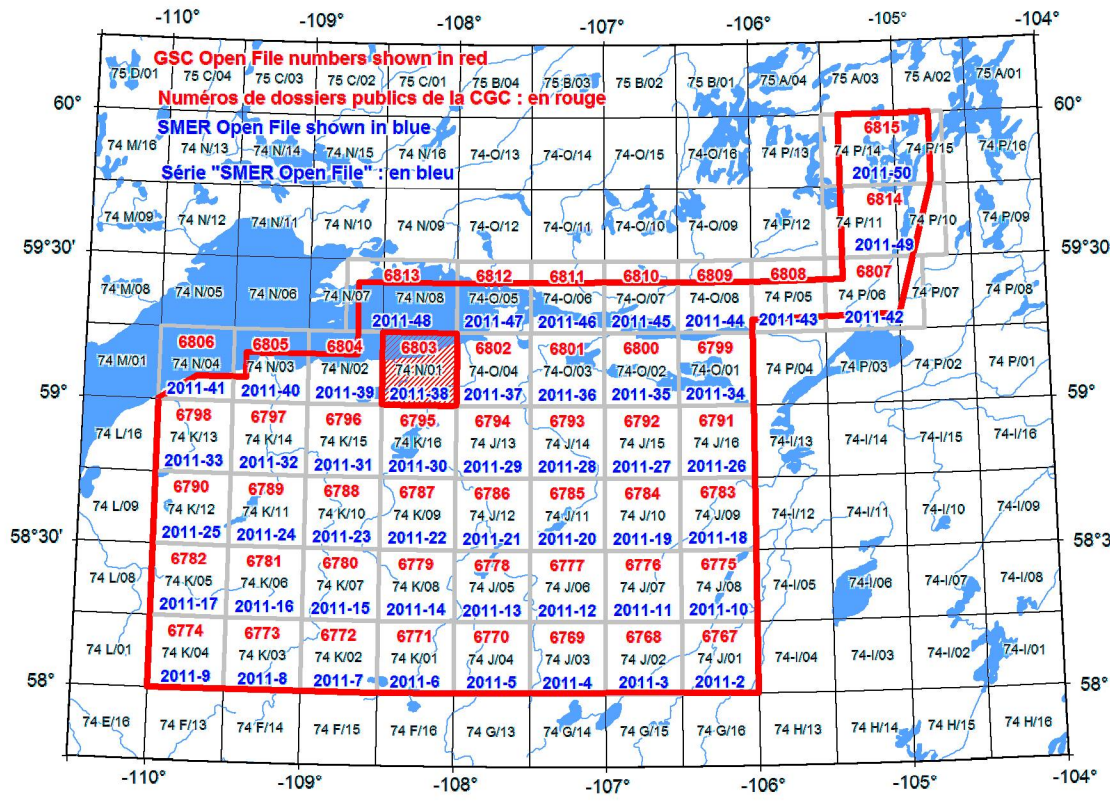 -110° -109° -108° -107° -106° -105° -104°
GSC Open File numbers shown in red
75 D/01 75 C/04 75 C/03 75 C/02 75 C/01 75 B/04 75 B/03 75 B/02 75 B/01 75 A/04 75 A/03 75 A/02 75 A/01
Numéros de dossiers publics de la CGC : en rouge
60° 60°
SMER Open File shown in blue
6815
74 M/16 74 N/13 74 N/14 74 N/15 74 N/16 74-O/13 74-O/14 74-O/15 74-O/16 74 P/13 74 P/14 74 P/15 74 P/16
Série "SMER Open File" : en bleu
2011-50
6814
74 M/09 74 N/12 74 N/11 74 N/10 74 N/09 74-O/12 74-O/11 74-O/10 74-O/09 74 P/12 74 P/11 74 P/10 74 P/09
2011-49
59°30' 59°30'
6813 6812 6811 6810 6809 6808 6807
74 M/08 74 N/05 74 N/06 74 N/07 74 N/08 74-O/05 74-O/06 74-O/07 74-O/08 74 P/05 74 P/06 74 P/07 74 P/08
2011-48 2011-47 2011-46 2011-45 2011-44 2011-43 2011-42
6806 6805 6804 6803 6802 6801 6800 6799
74 M/01 74 N/04 74 N/03 74 N/02 74 N/01 74-O/04 74-O/03 74-O/02 74-O/01 74 P/04 74 P/03 74 P/02 74 P/01
2011-41 2011-40 2011-39 2011-38 2011-37 2011-36 2011-35 2011-34
59° 59°
6798 6797 6796 6795 6794 6793 6792 6791
74 L/16 74 K/13 74 K/14 74 K/15 74 K/16 74 J/13 74 J/14 74 J/15 74 J/16 74-I/13 74-I/14 74-I/15 74-I/16
2011-33 2011-32 2011-31 2011-30 2011-29 2011-28 2011-27 2011-26
6790 6789 6788 6787 6786 6785 6784 6783
74 L/09 74 K/12 74 K/11 74 K/10 74 K/09 74 J/12 74 J/11 74 J/10 74 J/09 74-I/12 74-I/11 74-I/10 74-I/09
2011-25 2011-24 2011-23 2011-22 2011-21 2011-20 2011-19 2011-18
58°30' 58°30'
6782 6781 6780 6779 6778 6777 6776 6775
74 L/08 74 K/05 74 K/06 74 K/07 74 K/08 74 J/05 74 J/06 74 J/07 74 J/08 74-I/05 74-I/06 74-I/07 74-I/08
2011-17 2011-16 2011-15 2011-14 2011-13 2011-12 2011-11 2011-10
6774 6773 6772 6771 6770 6769 6768 6767
74 L/01 74 K/04 74 K/03 74 K/02 74 K/01 74 J/04 74 J/03 74 J/02 74 J/01 74-I/04 74-I/03 74-I/02 74-I/01
2011-9 2011-8 2011-7 2011-6 2011-5 2011-4 2011-3 2011-2
58° 58°
74-E/16 74 F/13 74 F/14 74 F/15 74 F/16 74 G/13 74 G/14 74 G/15 74 G/16 74 H/13 74 H/14 74 H/15 74 H/16
-110° -109° -108° -107° -106° -105° -104°